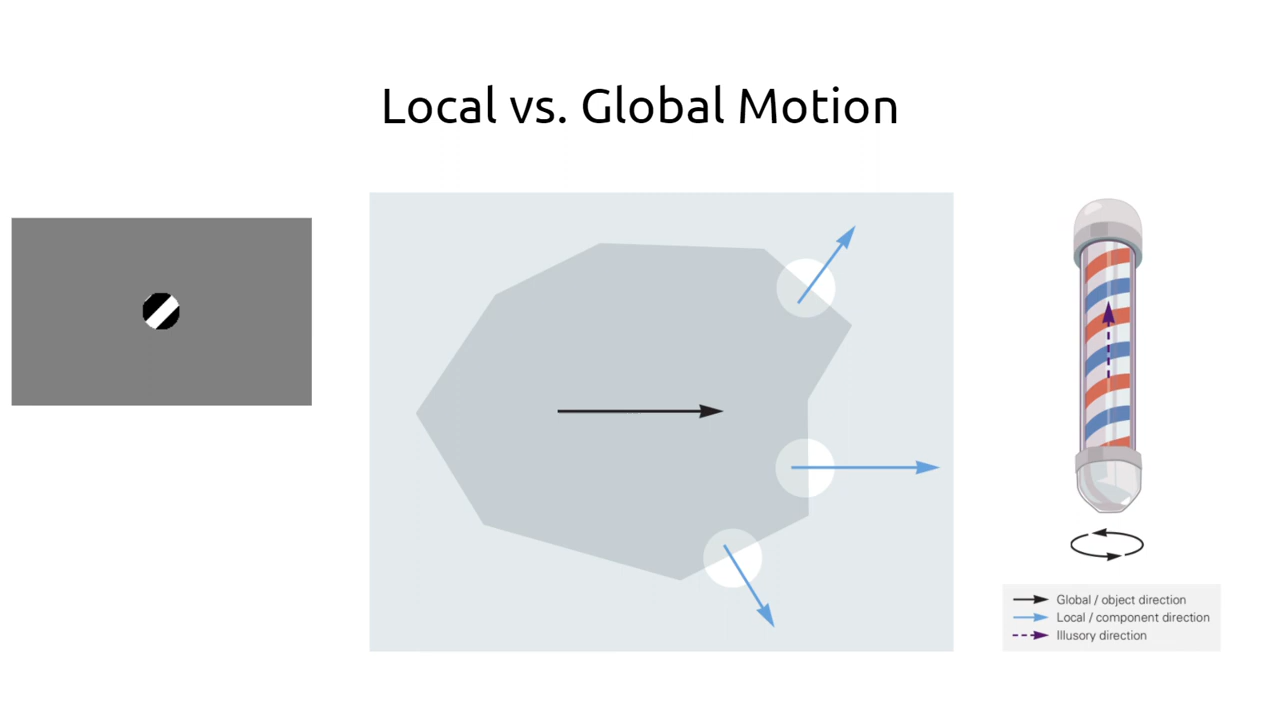 Local vs. Global Motion
Global / object direction
Local / component direction
Illusory direction